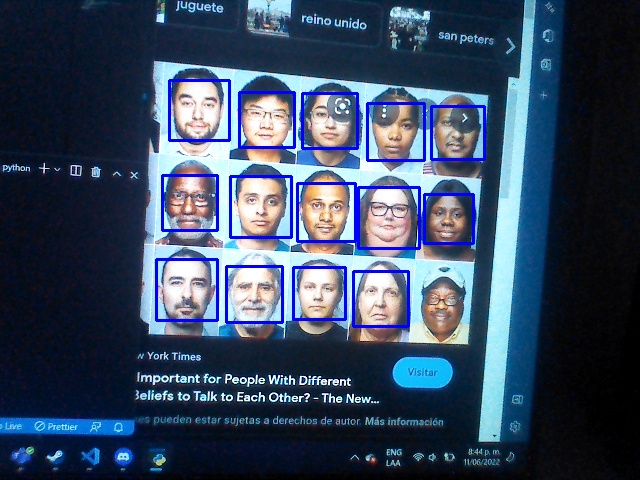 juguete
reino unido
san peters
python
w York Times
Important for People With Different
Beliefs to Talk to Each Other? - The New...
Visitar
es pueden estar sujetas a derechos de autor. Más información
Live
Prettier
ENG
LAA
8:44 p. m.
11/06/2022